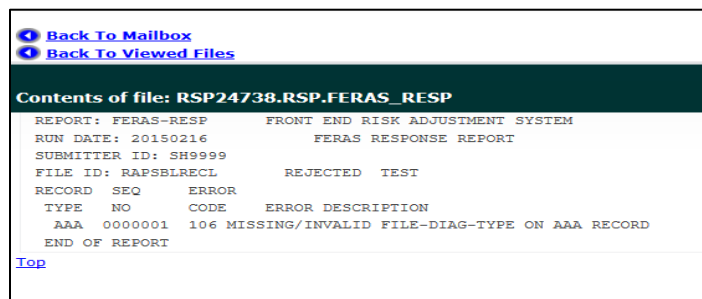 Back To Mailbox
Back To Viewed Files
Contents of file: RSP24738.RSP.FERAS_RESP
REPORT: FERAS-RESP FRONT END RISK ADJUSTMENT SYSTEM
RUN DATE: 20150216 FERAS RESPONSE REPORT
SUBMITTER ID: SH9999
FILE ID: RAPSBLRECL REJECTED TEST
RECORD SEQ ERROR
TYPE NO CODE ERROR DESCRIPTION
AAA 0000001 106 MISSING/INVALID FILE-DIAG-TYPE ON AAA RECORD
END OF REPORT
Top